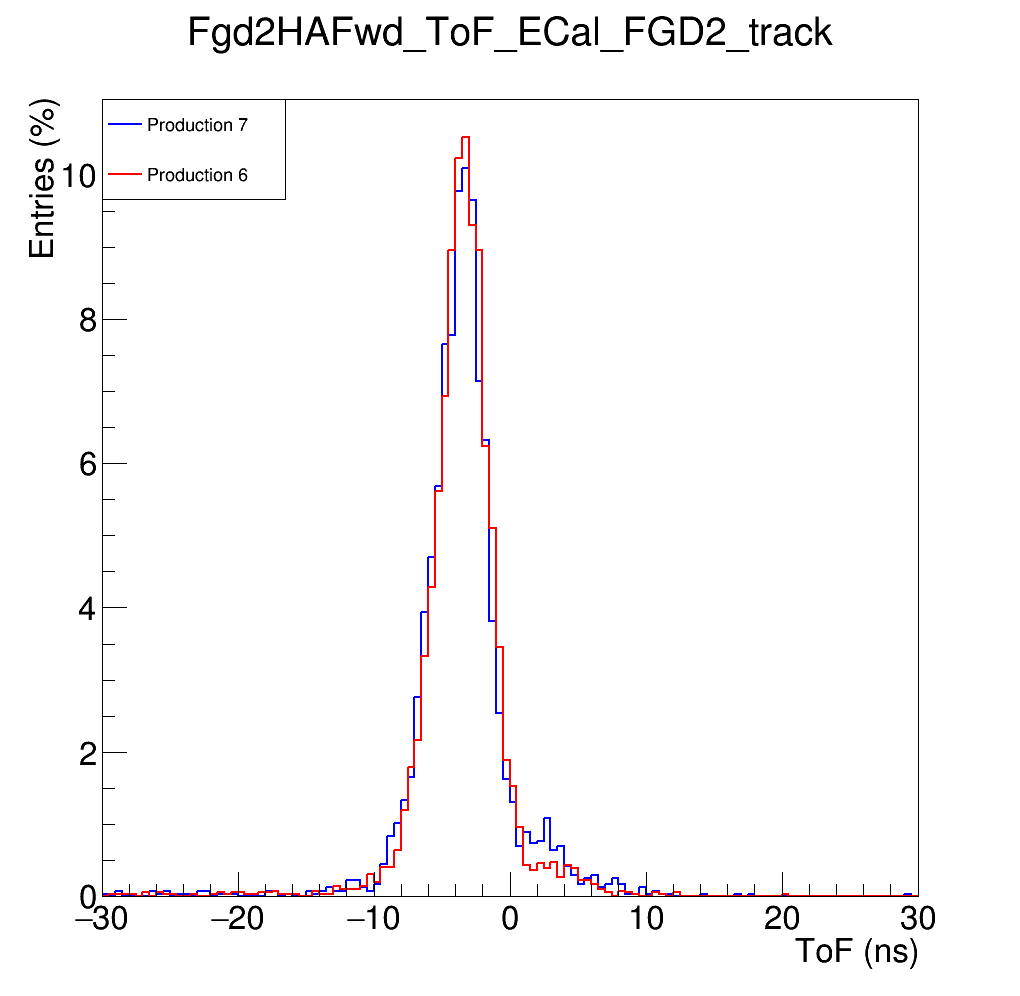 Fgd2HAFwd_ToF_ECal_FGD2_track
Entries (%)
Production 7
Production 6
10
8
6
4
2
0
−30 −20 −10 0 10 20 30
ToF (ns)